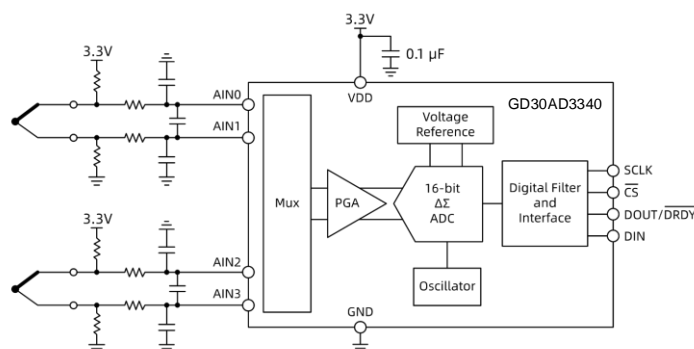 3.3V
3.3V
0.1 µF
VDD
GD30AD3340
AIN0
AIN1
Voltage
Reference
Mux
PGA
16-bit
ΔΣ
ADC
Digital Filter
and
Interface
SCLK
CS
DOUT/DRDY
DIN
3.3V
AIN2
AIN3
Oscillator
GND